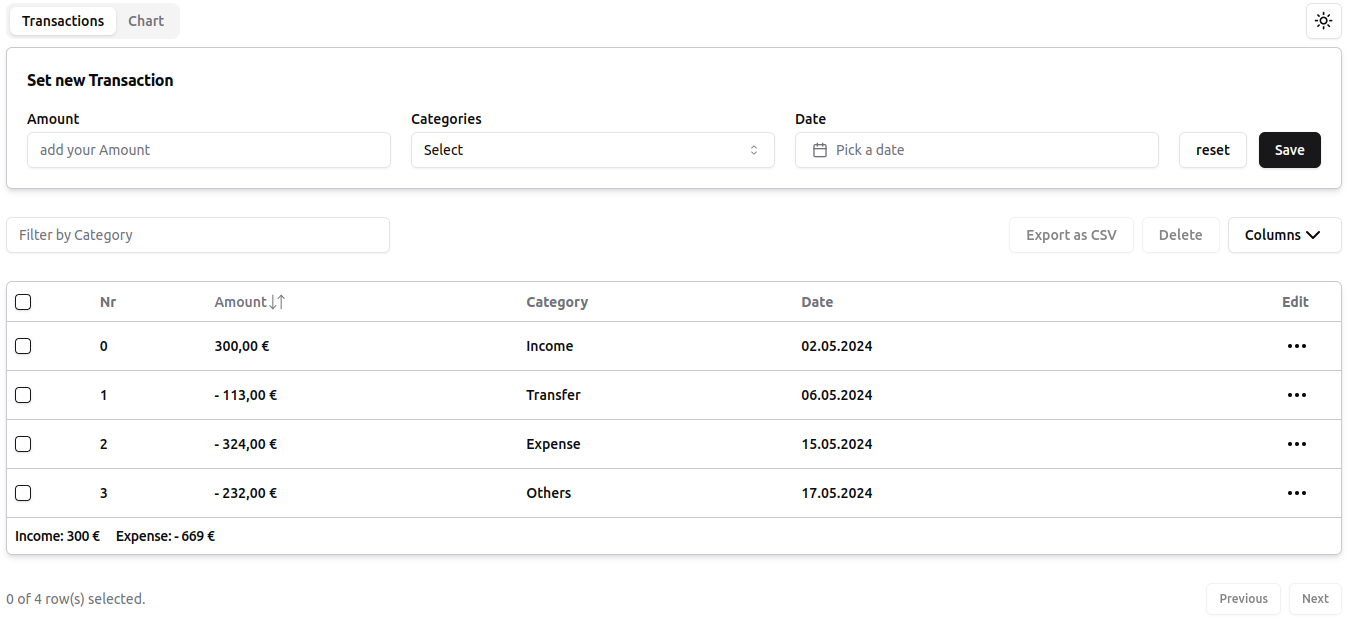 Transactions Chart
Set new Transaction
Amount Categories Date
add your Amount Select Pick a date reset Save
Filter by Category Export as CSV Delete Columns
Nr Amount Category Date Edit
0 300,00 € Income 02.05.2024
1 - 113,00 € Transfer 06.05.2024
2 - 324,00 € Expense 15.05.2024
3 - 232,00 € Others 17.05.2024
Income: 300 € Expense: - 669 €
0 of 4 row(s) selected. Previous Next